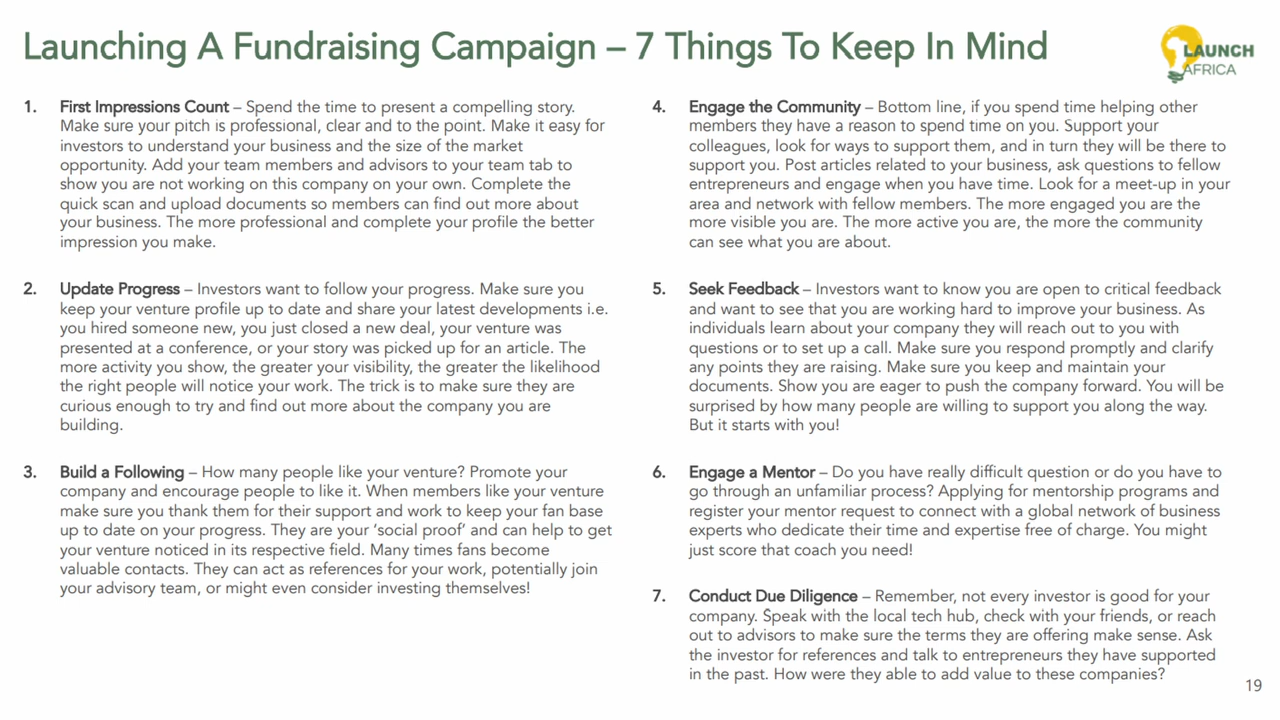 Launching A Fundraising Campaign – 7 Things To Keep In Mind
LAUNCH
AFRICA
1. First Impressions Count – Spend the time to present a compelling story.
Make sure your pitch is professional, clear and to the point. Make it easy for
investors to understand your business and the size of the market
opportunity. Add your team members and advisors to your team tab to
show you are not working on this company on your own. Complete the
quick scan and upload documents so members can find out more about
your business. The more professional and complete your profile the better
impression you make.
2. Update Progress – Investors want to follow your progress. Make sure you
keep your venture profile up to date and share your latest developments i.e.
you hired someone new, you just closed a new deal, your venture was
presented at a conference, or your story was picked up for an article. The
more activity you show, the greater your visibility, the greater the likelihood
the right people will notice your work. The trick is to make sure they are
curious enough to try and find out more about the company you are
building.
3. Build a Following – How many people like your venture? Promote your
company and encourage people to like it. When members like your venture
make sure you thank them for their support and work to keep your fan base
up to date on your progress. They are your ‘social proof’ and can help to get
your venture noticed in its respective field. Many times fans become
valuable contacts. They can act as references for your work, potentially join
your advisory team, or might even consider investing themselves!
4. Engage the Community – Bottom line, if you spend time helping other
members they have a reason to spend time on you. Support your
colleagues, look for ways to support them, and in turn they will be there to
support you. Post articles related to your business, ask questions to fellow
entrepreneurs and engage when you have time. Look for a meet-up in your
area and network with fellow members. The more engaged you are the
more visible you are. The more active you are, the more the community
can see what you are about.
5. Seek Feedback – Investors want to know you are open to critical feedback
and want to see that you are working hard to improve your business. As
individuals learn about your company they will reach out to you with
questions or to set up a call. Make sure you respond promptly and clarify
any points they are raising. Make sure you keep and maintain your
documents. Show you are eager to push the company forward. You will be
surprised by how many people are willing to support you along the way.
But it starts with you!
6. Engage a Mentor – Do you have really difficult question or do you have to
go through an unfamiliar process? Applying for mentorship programs and
register your mentor request to connect with a global network of business
experts who dedicate their time and expertise free of charge. You might
just score that coach you need!
7. Conduct Due Diligence – Remember, not every investor is good for your
company. Speak with the local tech hub, check with your friends, or reach
out to advisors to make sure the terms they are offering make sense. Ask
the investor for references and talk to entrepreneurs they have supported
in the past. How were they able to add value to these companies?
19